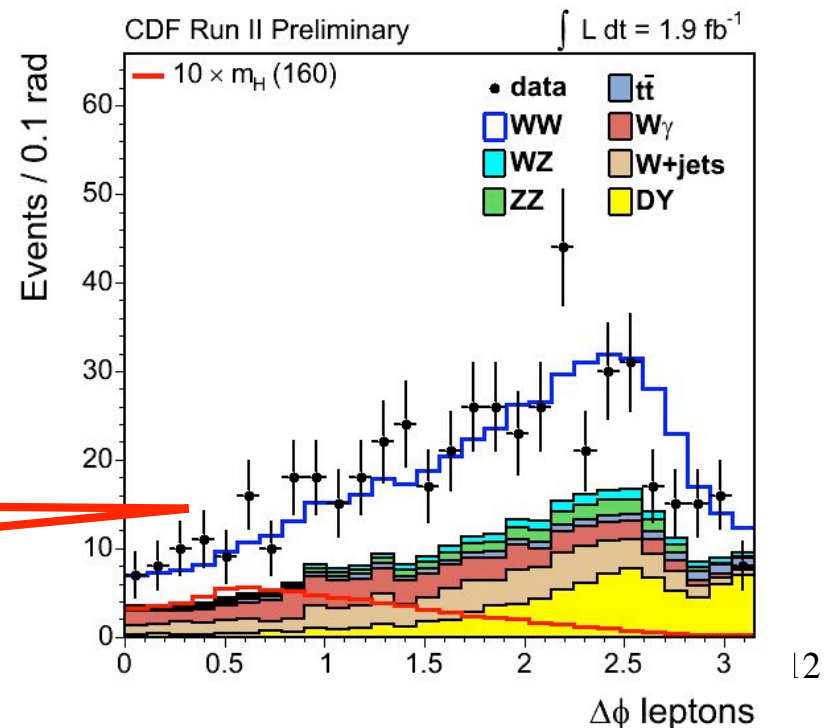 CDF Run II Preliminary ∫ L dt = 1.9 fb⁻¹
10 × m_H (160)
data
WW
WZ
ZZ
tt̄
Wγ
W+jets
DY
Events / 0.1 rad
60
50
40
30
20
10
0
0 0.5 1 1.5 2 2.5 3
Δϕ leptons
12